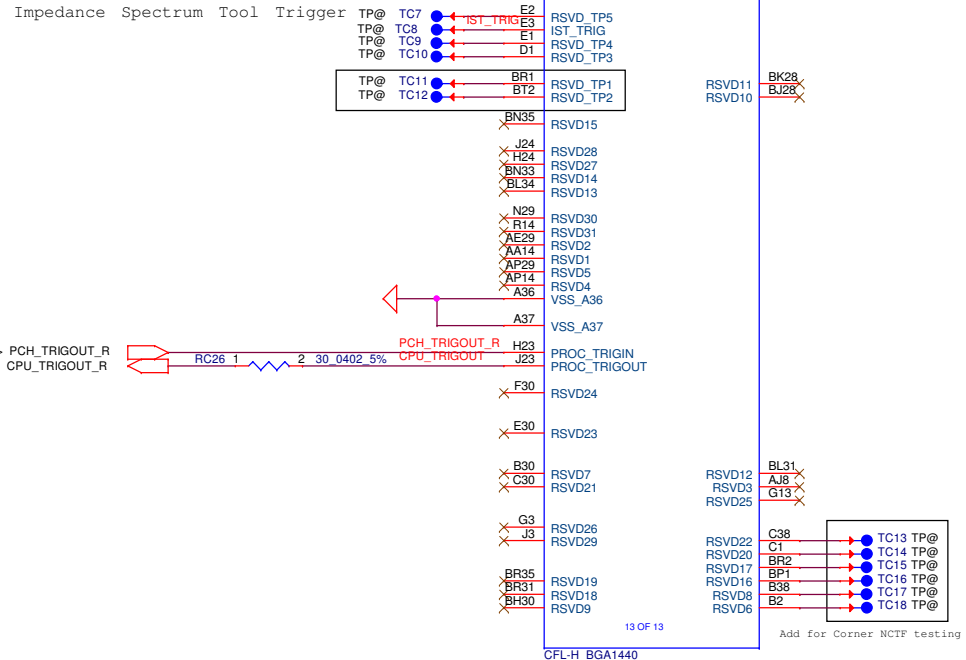 Impedance Spectrum Tool Trigger
TP@ TC7 E2 RSVD_TP5
TP@ TC8 IST_TRIG E3 IST_TRIG
TP@ TC9 E1 RSVD_TP4
TP@ TC10 D1 RSVD_TP3
TP@ TC11 BR1 RSVD_TP1 RSVD11 BK28
TP@ TC12 BT2 RSVD_TP2 RSVD10 BJ28
BN35 RSVD15
J24 RSVD28
H24 RSVD27
BN33 RSVD14
BL34 RSVD13
N29 RSVD30
R14 RSVD31
AE29 RSVD2
AA14 RSVD1
AP29 RSVD5
AP14 RSVD4
A36 VSS_A36
A37 VSS_A37
PCH_TRIGOUT_R PCH_TRIGOUT_R H23 PROC_TRIGIN
CPU_TRIGOUT_R RC26 1 2 30_0402_5% CPU_TRIGOUT J23 PROC_TRIGOUT
F30 RSVD24
E30 RSVD23
B30 RSVD7 RSVD12 BL31
C30 RSVD21 RSVD3 AJ8
RSVD25 G13
G3 RSVD26
J3 RSVD29 RSVD22 C38 TC13 TP@
RSVD20 C1 TC14 TP@
RSVD17 BR2 TC15 TP@
BR35 RSVD19 RSVD16 BP1 TC16 TP@
BR31 RSVD18 RSVD8 B38 TC17 TP@
BH30 RSVD9 RSVD6 B2 TC18 TP@
13 OF 13
Add for Corner NCTF testing
CFL-H_BGA1440